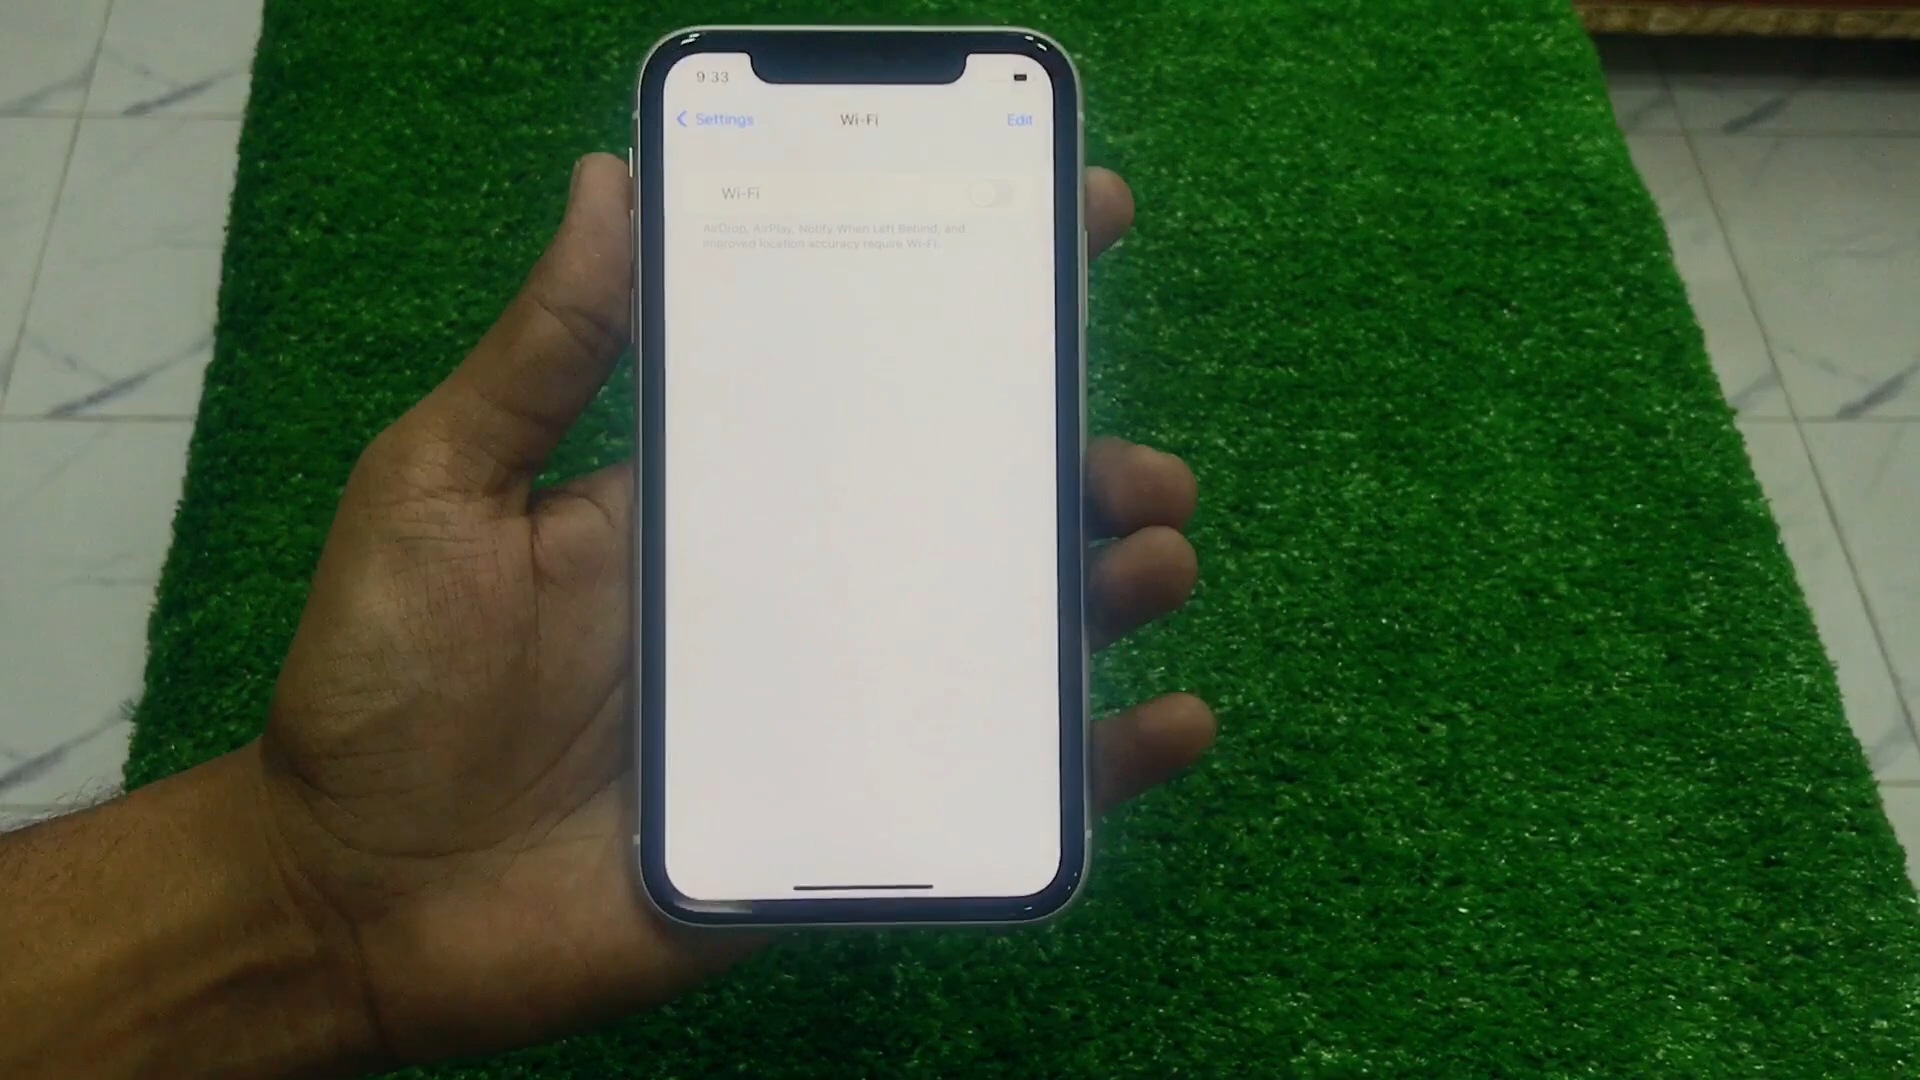 9:33
Settings
Wi-Fi
Edit
Wi-Fi
AirDrop, AirPlay, Notify When Left Behind, and
improved location accuracy require Wi-Fi.